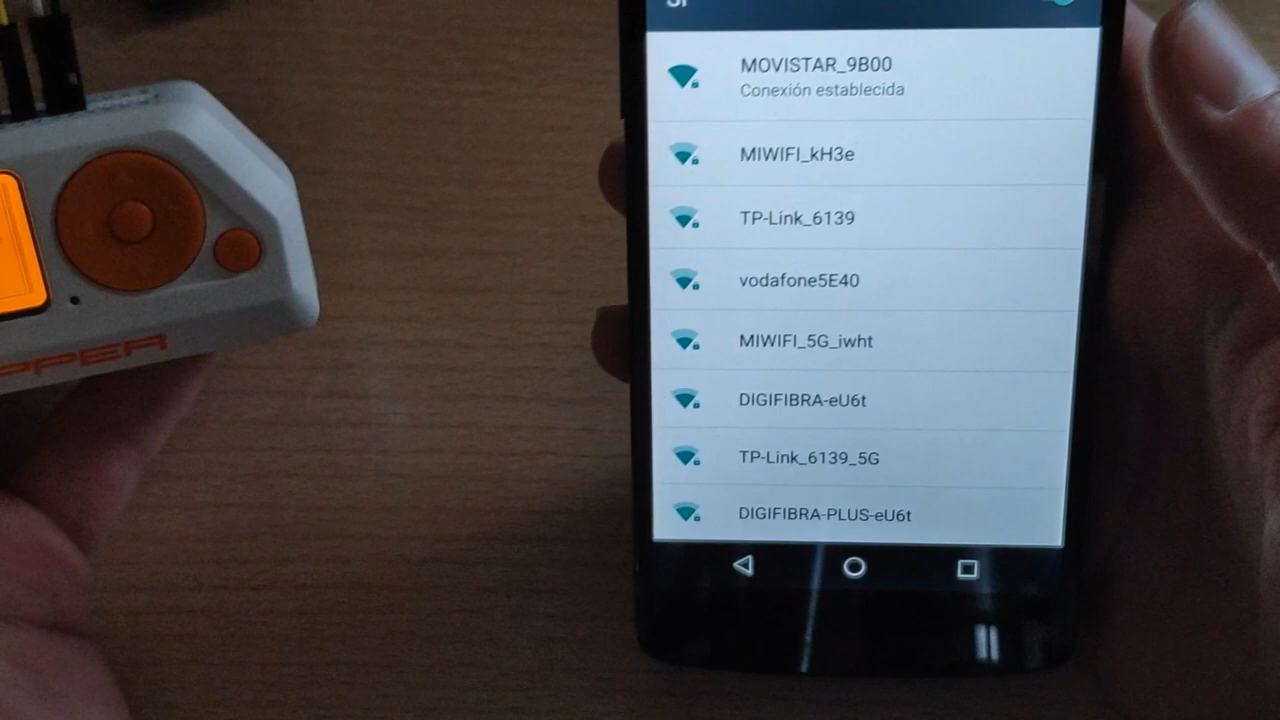 MOVISTAR_9B00
Conexión establecida
MIWIFI_kH3e
TP-Link_6139
vodafone5E40
MIWIFI_5G_iwht
DIGIFIBRA-eU6t
TP-Link_6139_5G
DIGIFIBRA-PLUS-eU6t